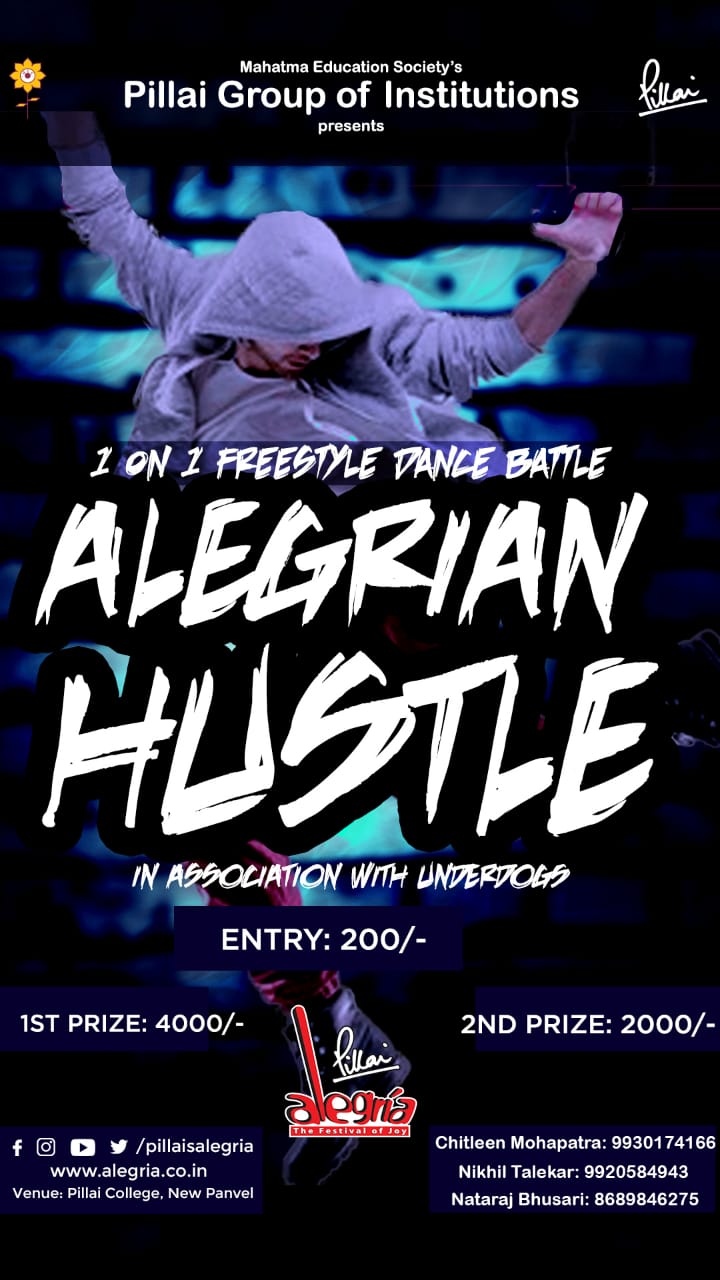 Mahatma Education Society's
Pillai Group of Institutions
presents
Pillai
1 ON 1 FREESTYLE DANCE BATTLE
ALEGRIAN
HUSTLE
IN ASSOCIATION WITH UNDERDOGS
ENTRY: 200/-
1ST PRIZE: 4000/-
2ND PRIZE: 2000/-
Pillai
alegría
The Festival of Joy
/pillaisalegria
www.alegria.co.in
Venue: Pillai College, New Panvel
Chitleen Mohapatra: 9930174166
Nikhil Talekar: 9920584943
Nataraj Bhusari: 8689846275